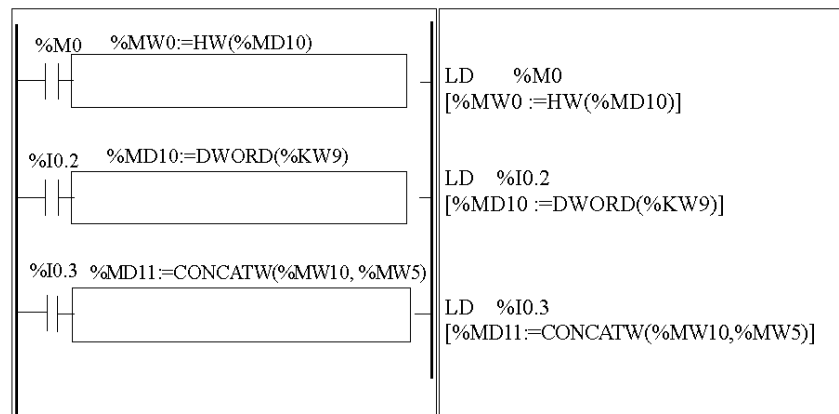 %M0 %MW0:=HW(%MD10)
%I0.2 %MD10:=DWORD(%KW9)
%I0.3 %MD11:=CONCATW(%MW10, %MW5)
LD %M0
[%MW0 :=HW(%MD10)]
LD %I0.2
[%MD10 :=DWORD(%KW9)]
LD %I0.3
[%MD11:=CONCATW(%MW10,%MW5)]